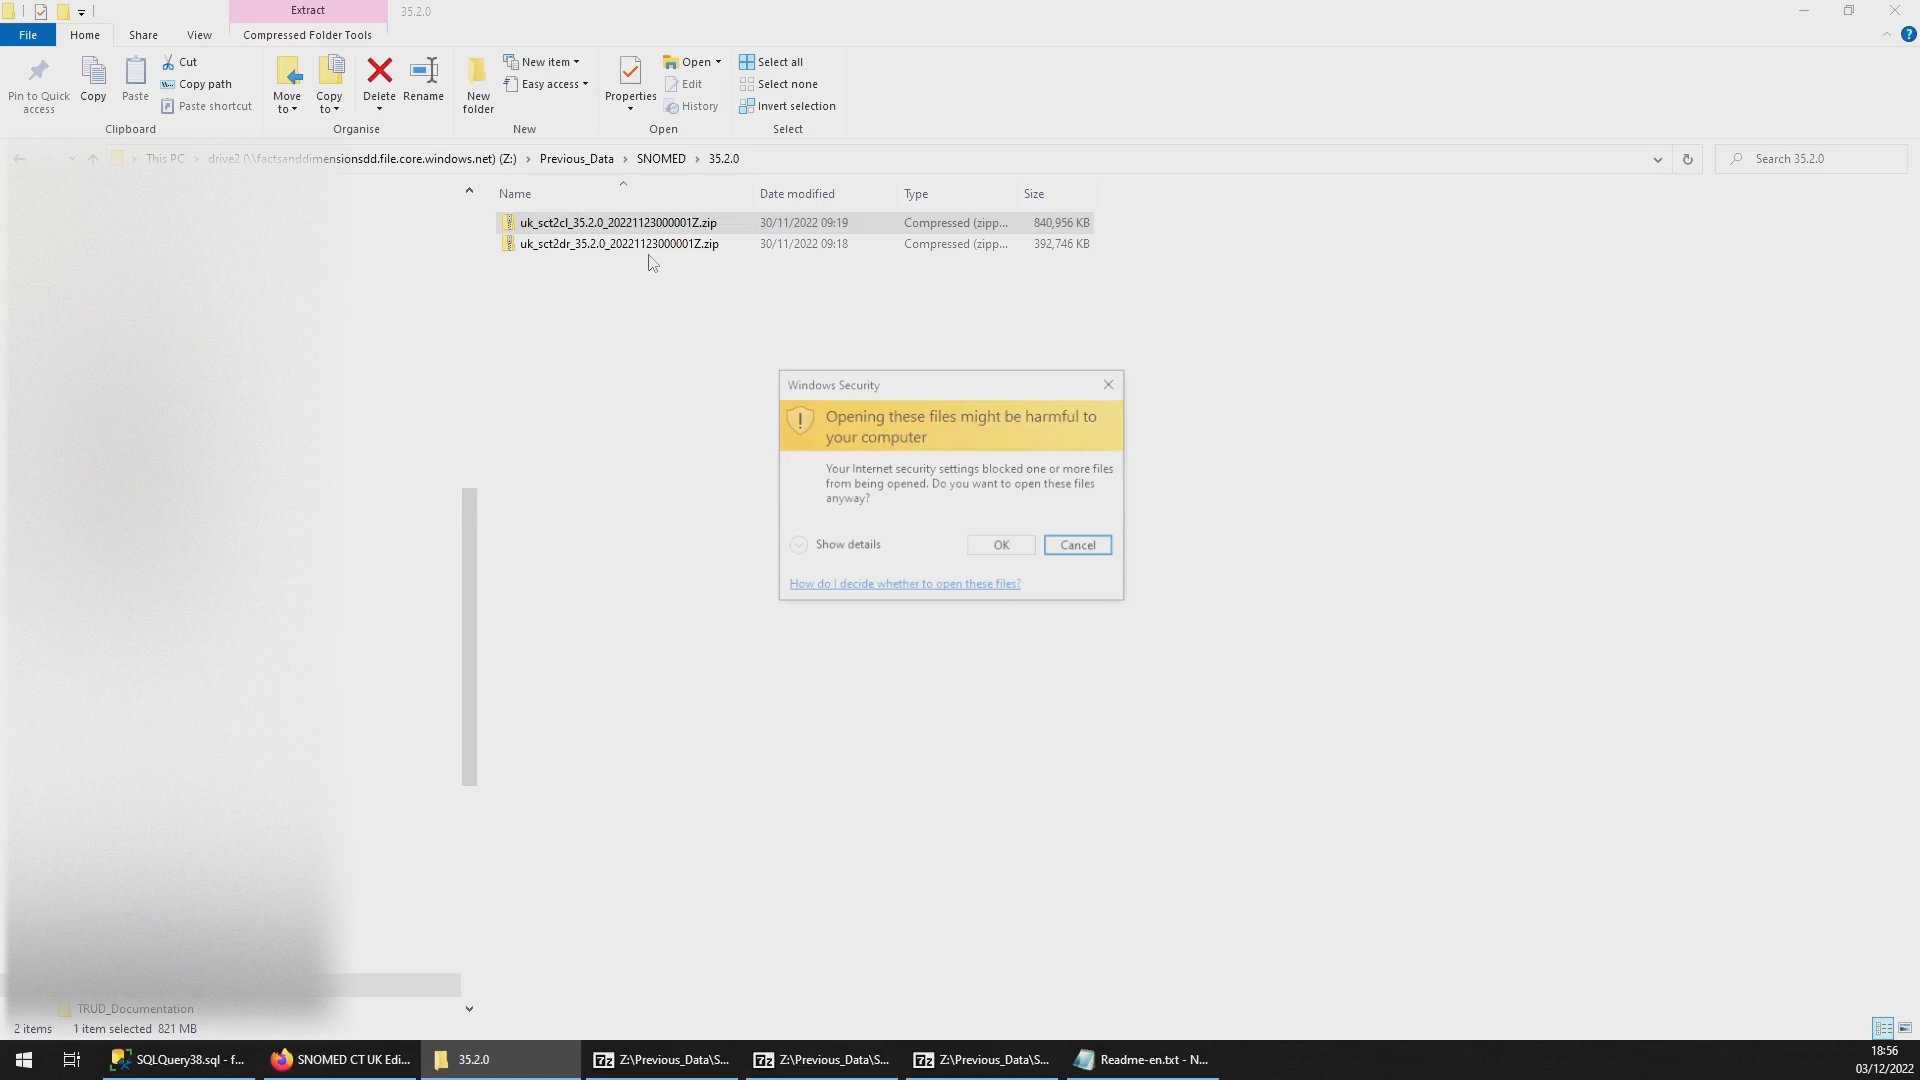 Extract
35.2.0
File
Home
Share
View
Compressed Folder Tools
Pin to Quick
access
Copy
Paste
Cut
Copy path
Paste shortcut
Clipboard
Move
to
Copy
to
Delete
Rename
Organise
New
folder
New item
Easy access
New
Properties
Open
Edit
History
Open
Select all
Select none
Invert selection
Select
This PC
drive2 (\\factsanddimensionsdd.file.core.windows.net) (Z:)
Previous_Data
SNOMED
35.2.0
Search 35.2.0
Name
Date modified
Type
Size
uk_sct2cl_35.2.0_20221123000001Z.zip
30/11/2022 09:19
Compressed (zipp...
840,956 KB
uk_sct2dr_35.2.0_20221123000001Z.zip
30/11/2022 09:18
Compressed (zipp...
392,746 KB
Windows Security
Opening these files might be harmful to
your computer
Your Internet security settings blocked one or more files
from being opened. Do you want to open these files
anyway?
Show details
OK
Cancel
How do I decide whether to open these files?
TRUD_Documentation
2 items
1 item selected 821 MB
SQLQuery38.sql - f...
SNOMED CT UK Edi...
35.2.0
7z
Z:\Previous_Data\S...
7z
Z:\Previous_Data\S...
7z
Z:\Previous_Data\S...
Readme-en.txt - N...
18:56
03/12/2022